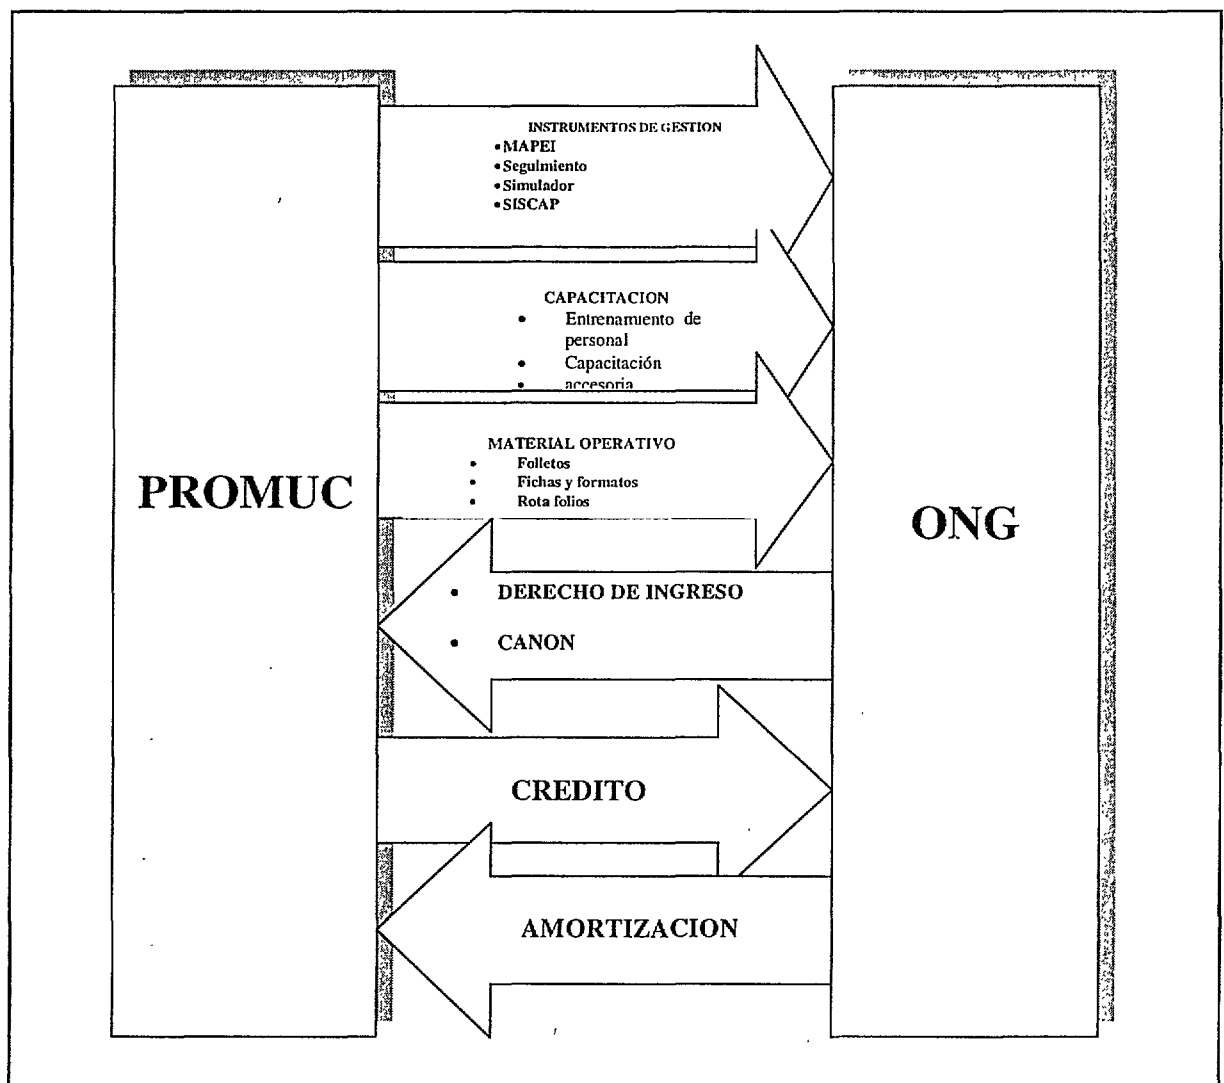 INSTRUMENTOS DE GESTION
• MAPEI
• Seguimiento
• Simulador
• SISCAP
CAPACITACION
• Entrenamiento de
personal
• Capacitación
• accesoria
PROMUC
MATERIAL OPERATIVO
• Folletos
• Fichas y formatos
• Rota folios
ONG
• DERECHO DE INGRESO
• CANON
CREDITO
AMORTIZACION